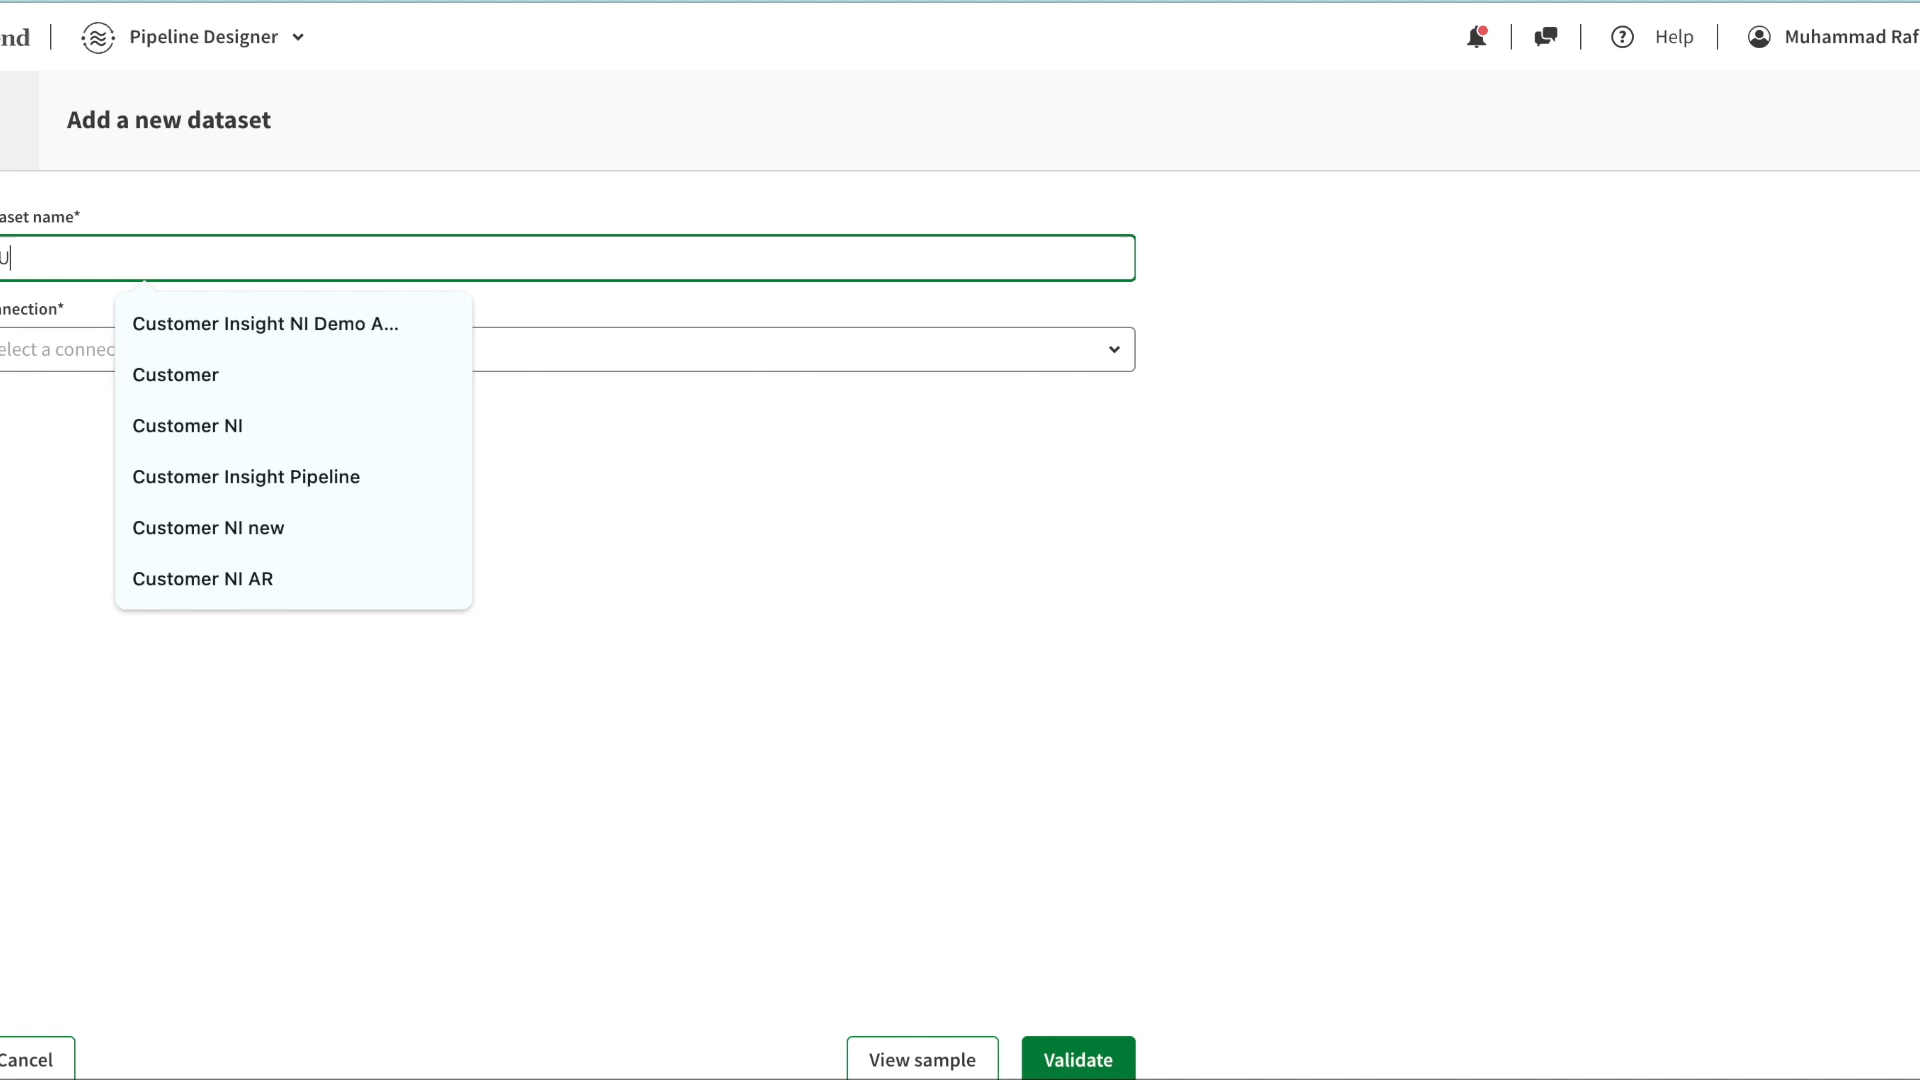 nd
Pipeline Designer
Help
Muhammad Raf
Add a new dataset
aset name*
U
nnection*
elect a connec
Customer Insight NI Demo A...
Customer
Customer NI
Customer Insight Pipeline
Customer NI new
Customer NI AR
Cancel
View sample
Validate